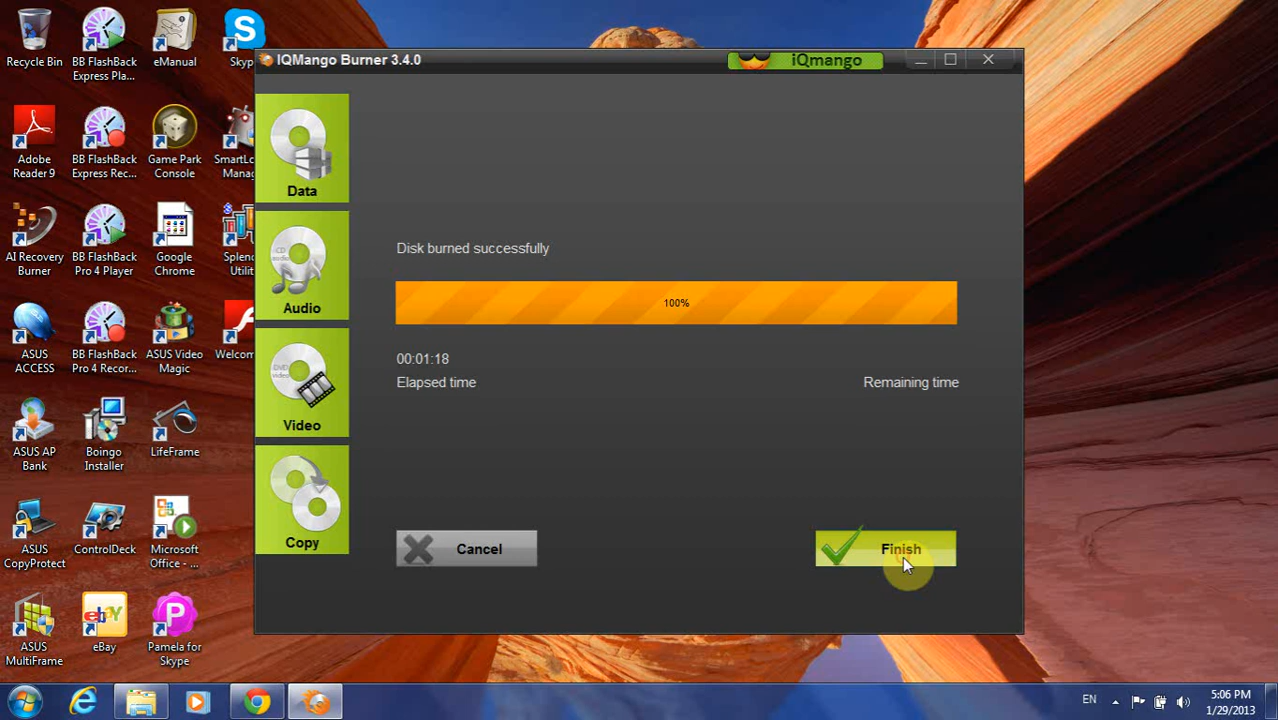 Recycle Bin
BB FlashBack
Express Pla...
eManual
Skyp
Adobe
Reader 9
BB FlashBack
Express Rec...
Game Park
Console
SmartLo
Manag
AI Recovery
Burner
BB FlashBack
Pro 4 Player
Google
Chrome
Splend
Utilit
ASUS
ACCESS
BB FlashBack
Pro 4 Recor...
ASUS Video
Magic
Welcom
ASUS AP
Bank
Boingo
Installer
LifeFrame
ASUS
CopyProtect
ControlDeck
Microsoft
Office - ...
ASUS
MultiFrame
eBay
Pamela for
Skype
IQMango Burner 3.4.0
iQmango
Data
Audio
Video
Copy
Disk burned successfully
100%
00:01:18
Elapsed time
Remaining time
Cancel
Finish
EN
5:06 PM
1/29/2013